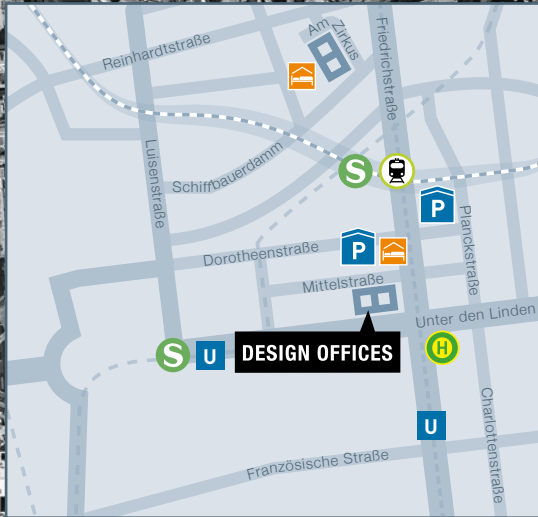 Am
Zirkus
Friedrichstraße
Reinhardtstraße
Luisenstraße
Schiffbauerdamm
S
P
Planckstraße
Dorotheenstraße
P
Mittelstraße
Unter den Linden
S
U
DESIGN OFFICES
H
Charlottenstraße
U
Französische Straße